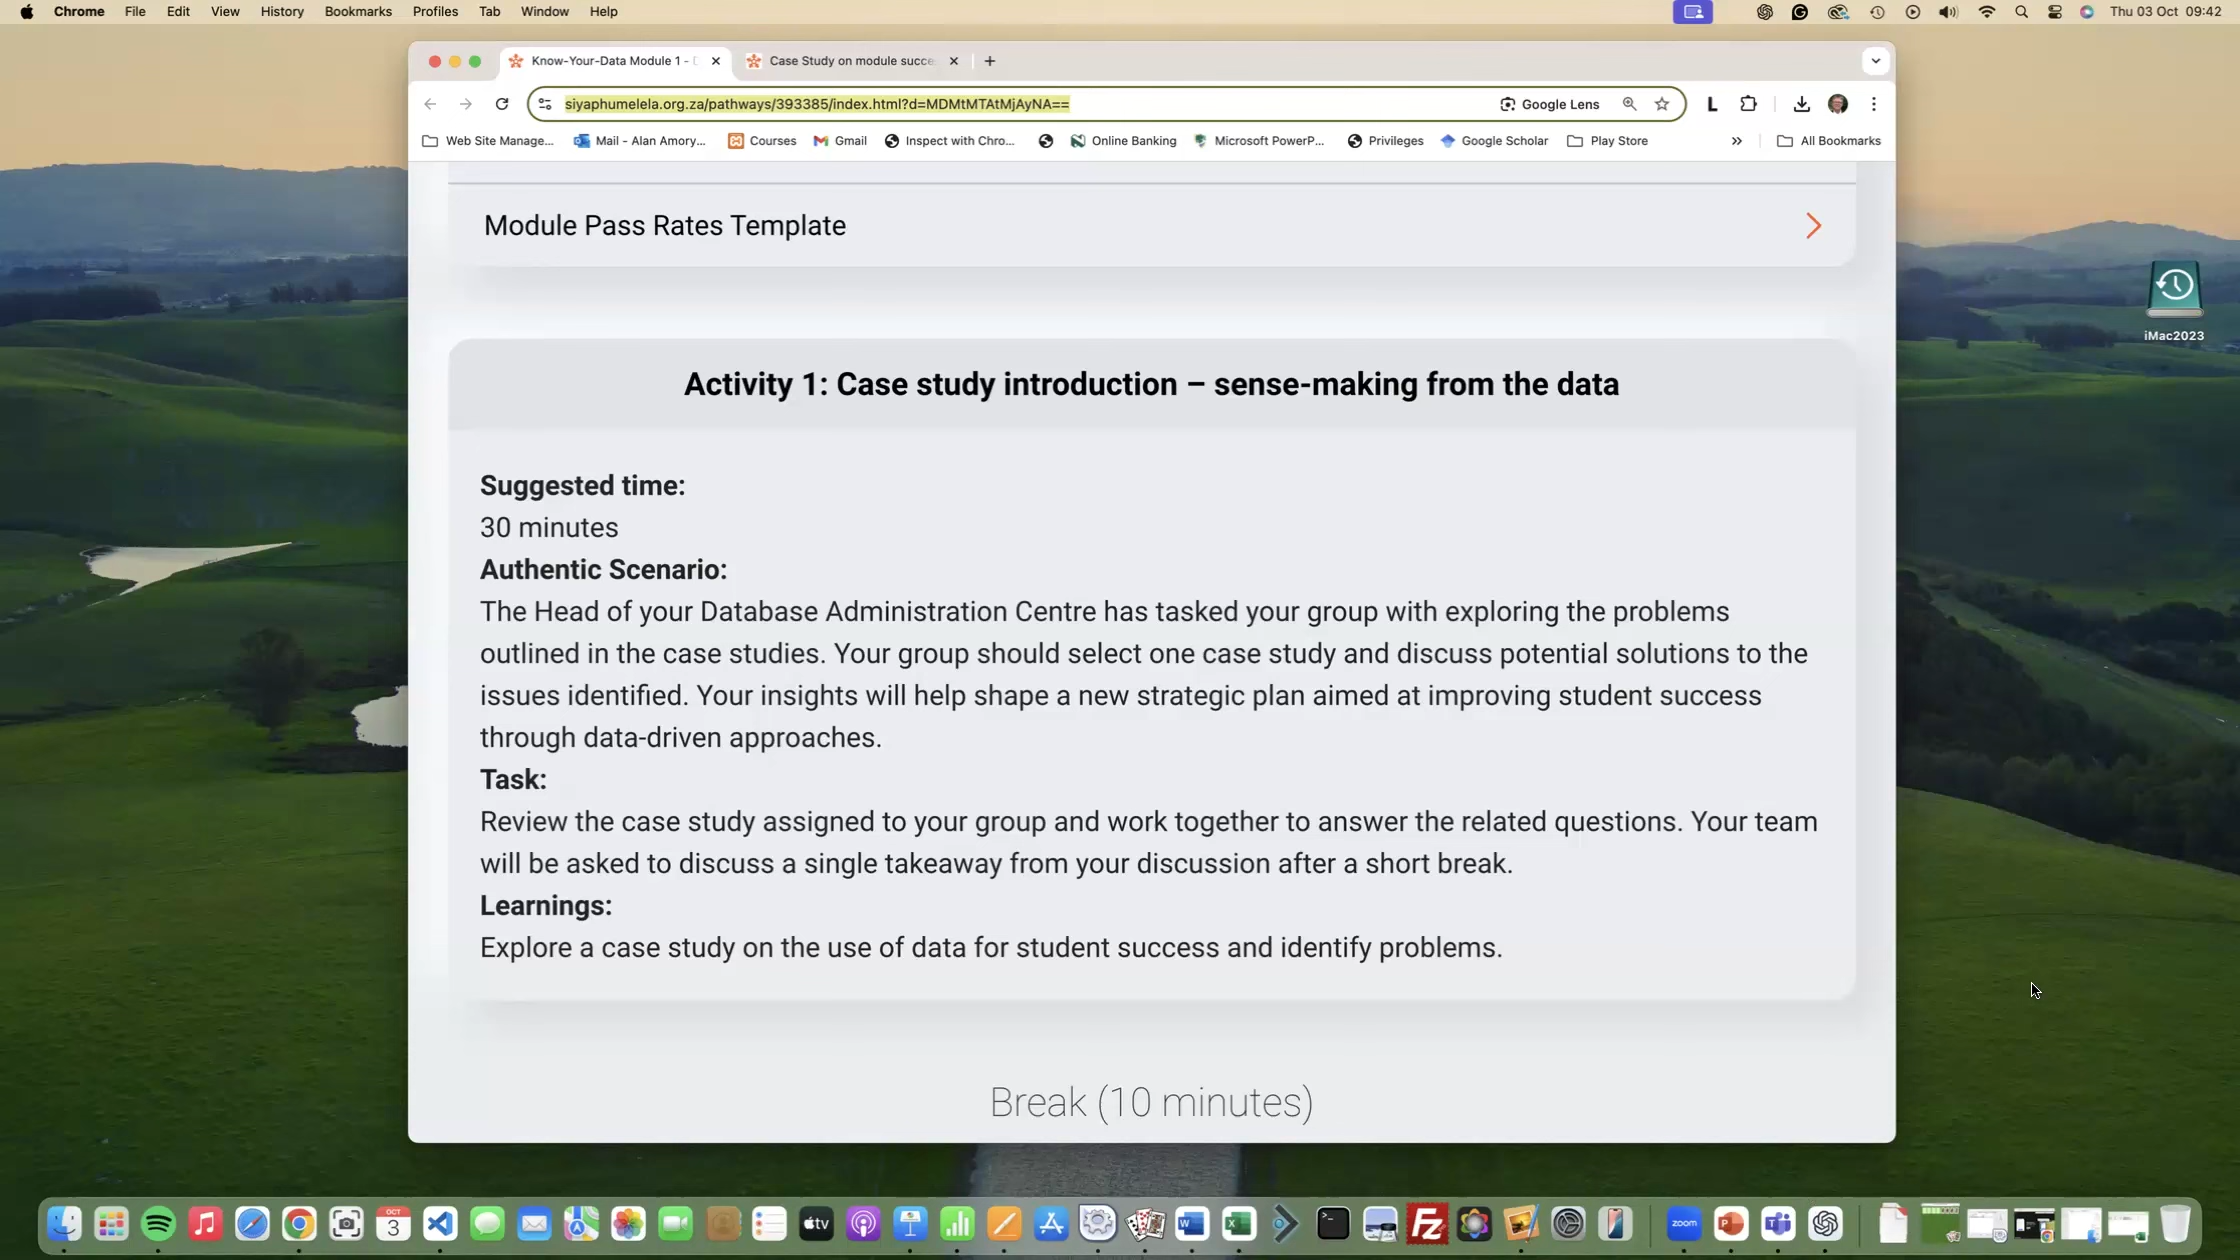 Chrome File Edit View History Bookmarks Profiles Tab Window Help Thu 03 Oct 09:42
Know-Your-Data Module 1 - Case Study on module succe
siyaphumelela.org.za/pathways/393385/index.html?d=MDMtMTAtMjAyNA== Google Lens
Web Site Manage... Mail - Alan Amory... Courses Gmail Inspect with Chro... Online Banking Microsoft PowerP... Privileges Google Scholar Play Store » All Bookmarks
Module Pass Rates Template
iMac2023
Activity 1: Case study introduction – sense-making from the data
Suggested time:
30 minutes
Authentic Scenario:
The Head of your Database Administration Centre has tasked your group with exploring the problems
outlined in the case studies. Your group should select one case study and discuss potential solutions to the
issues identified. Your insights will help shape a new strategic plan aimed at improving student success
through data-driven approaches.
Task:
Review the case study assigned to your group and work together to answer the related questions. Your team
will be asked to discuss a single takeaway from your discussion after a short break.
Learnings:
Explore a case study on the use of data for student success and identify problems.
Break (10 minutes)
OCT
3
tv
W
X
FZ
zoom
P
T